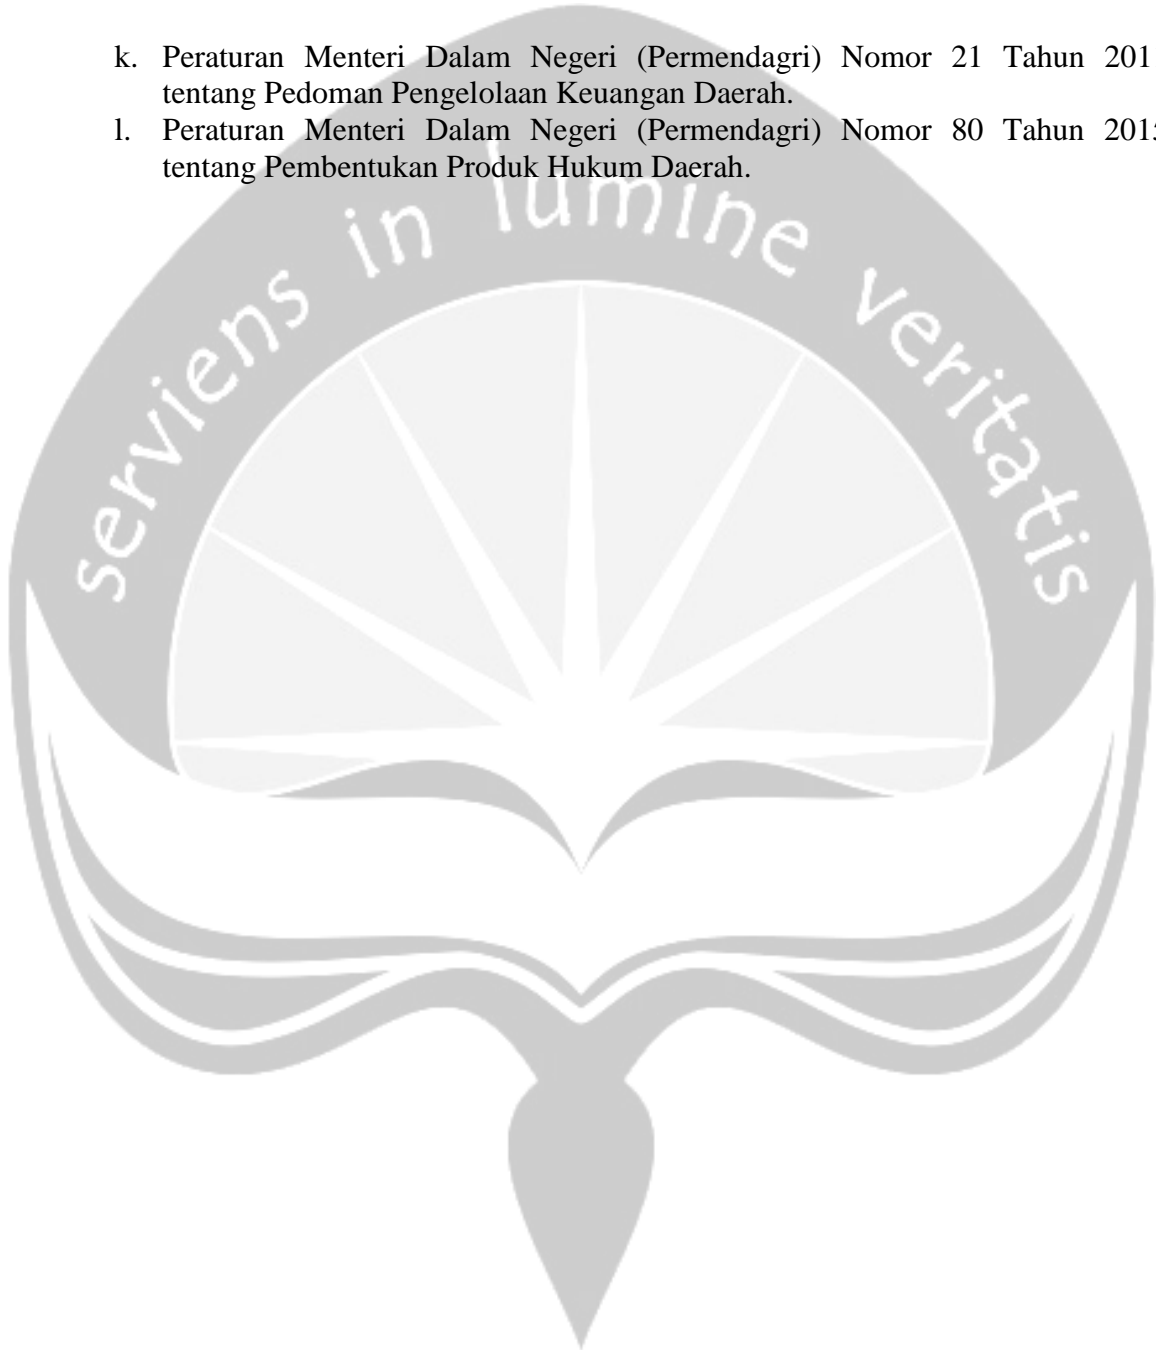 k. Peraturan Menteri Dalam Negeri (Permendagri) Nomor 21 Tahun 201
tentang Pedoman Pengelolaan Keuangan Daerah.
l. Peraturan Menteri Dalam Negeri (Permendagri) Nomor 80 Tahun 2015
tentang Pembentukan Produk Hukum Daerah.
serviens in lumine veritatis